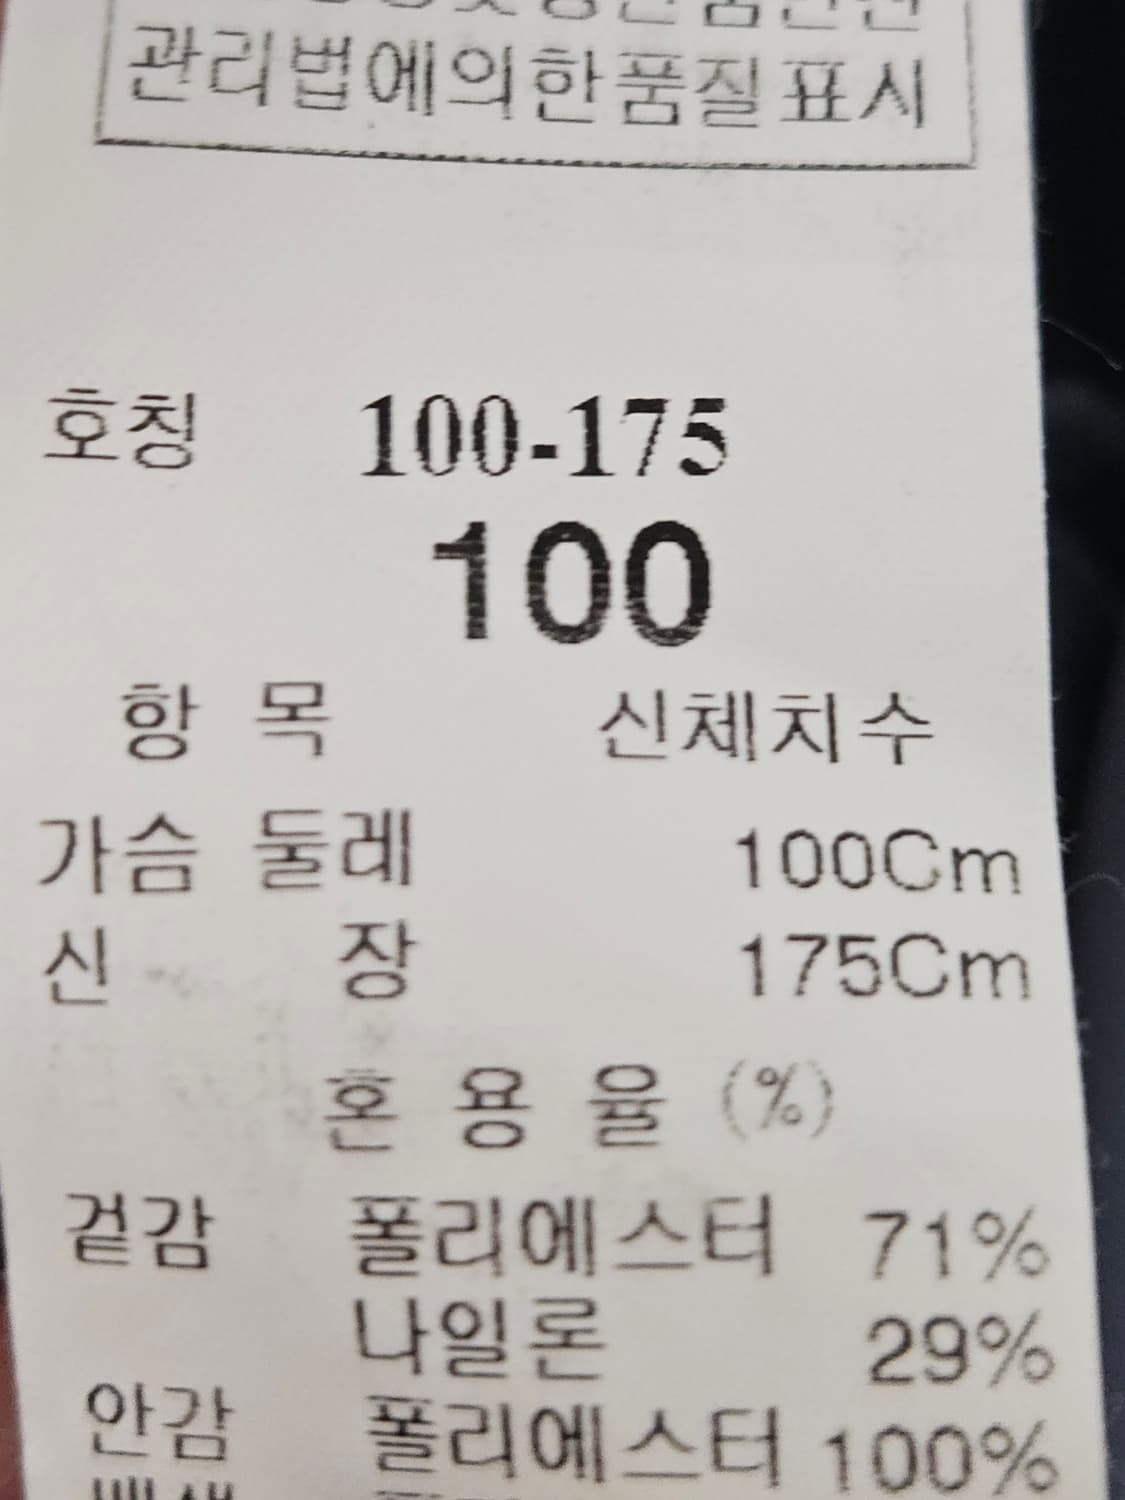 관리법에의한품질표시
호칭 100-175
100
항 목 신체치수
가슴 둘레 100Cm
신 장 175Cm
혼 용 율 (%)
겉감 폴리에스터 71%
나일론 29%
안감 폴리에스터 100%